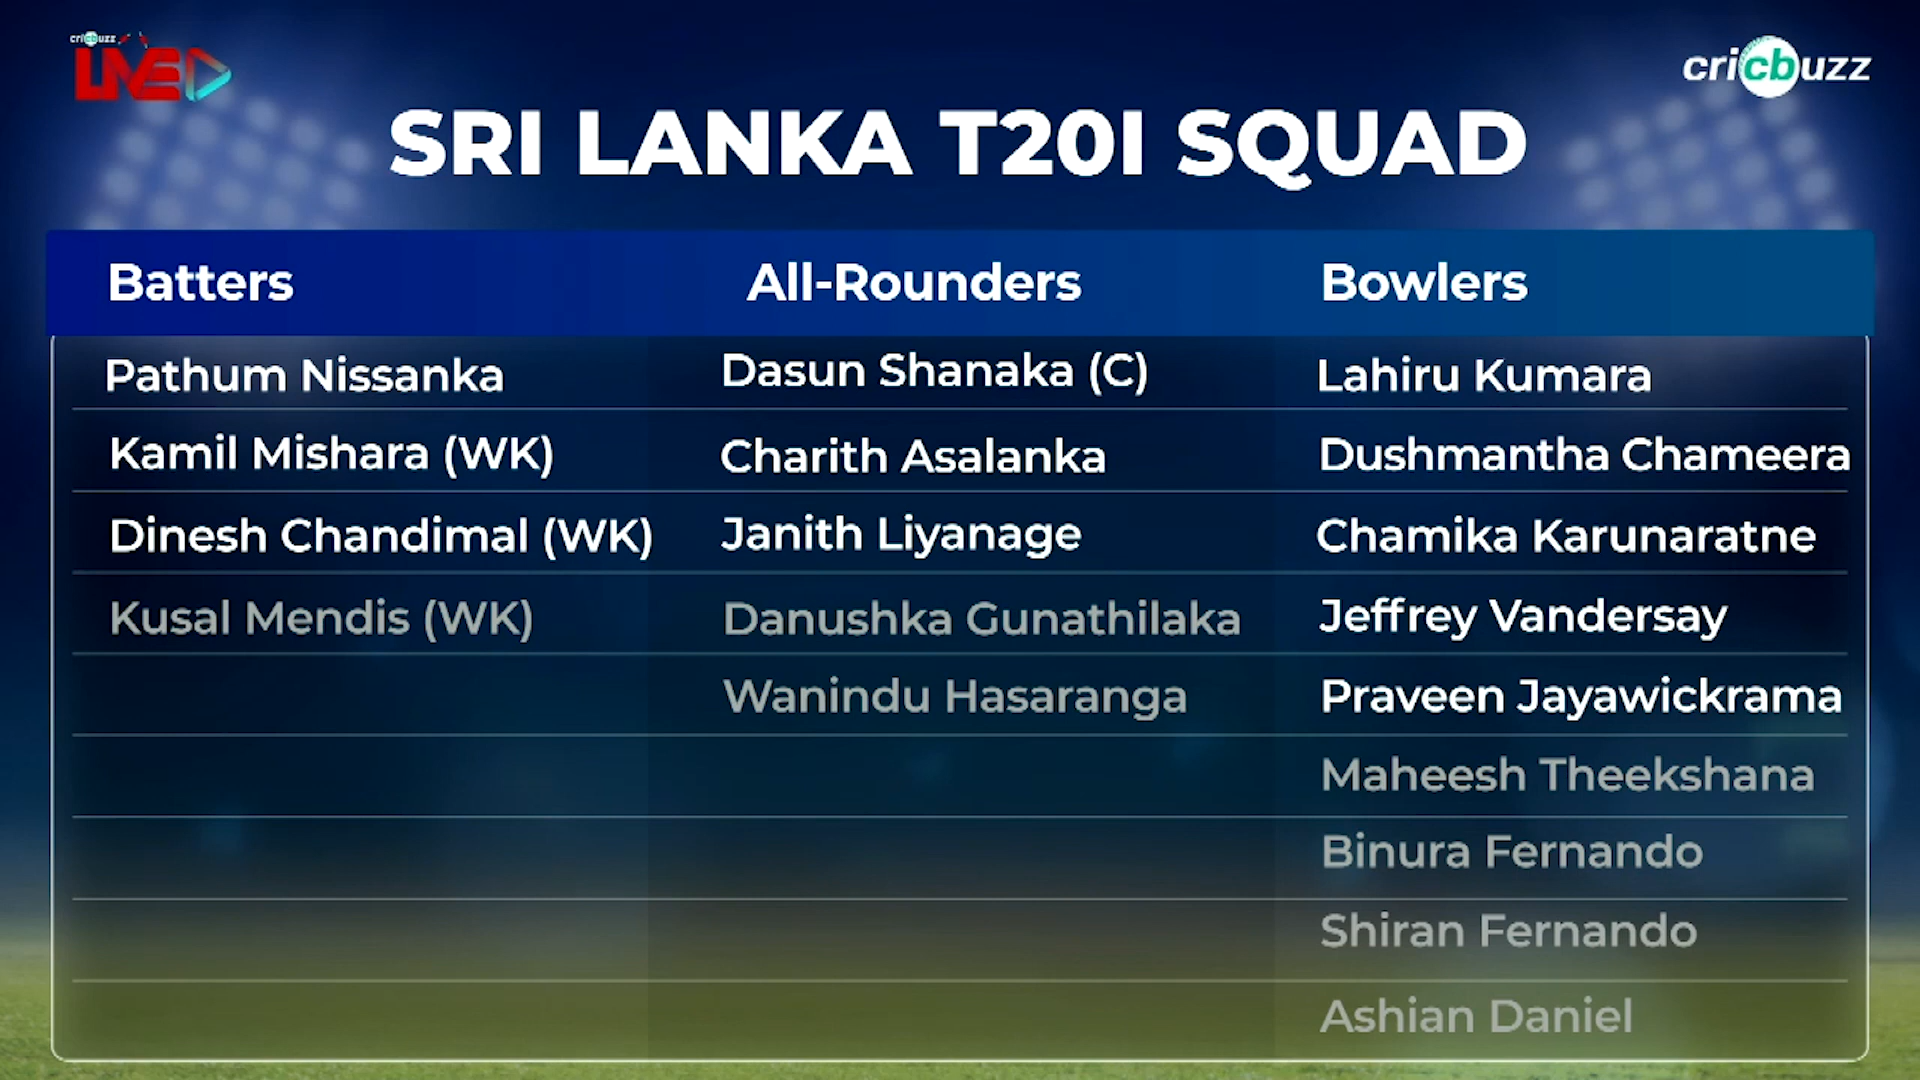 cricbuzz
LIVE
cricbuzz
SRI LANKA T20I SQUAD
Batters All-Rounders Bowlers
Pathum Nissanka Dasun Shanaka (C) Lahiru Kumara
Kamil Mishara (WK) Charith Asalanka Dushmantha Chameera
Dinesh Chandimal (WK) Janith Liyanage Chamika Karunaratne
Kusal Mendis (WK) Danushka Gunathilaka Jeffrey Vandersay
Wanindu Hasaranga Praveen Jayawickrama
Maheesh Theekshana
Binura Fernando
Shiran Fernando
Ashian Daniel